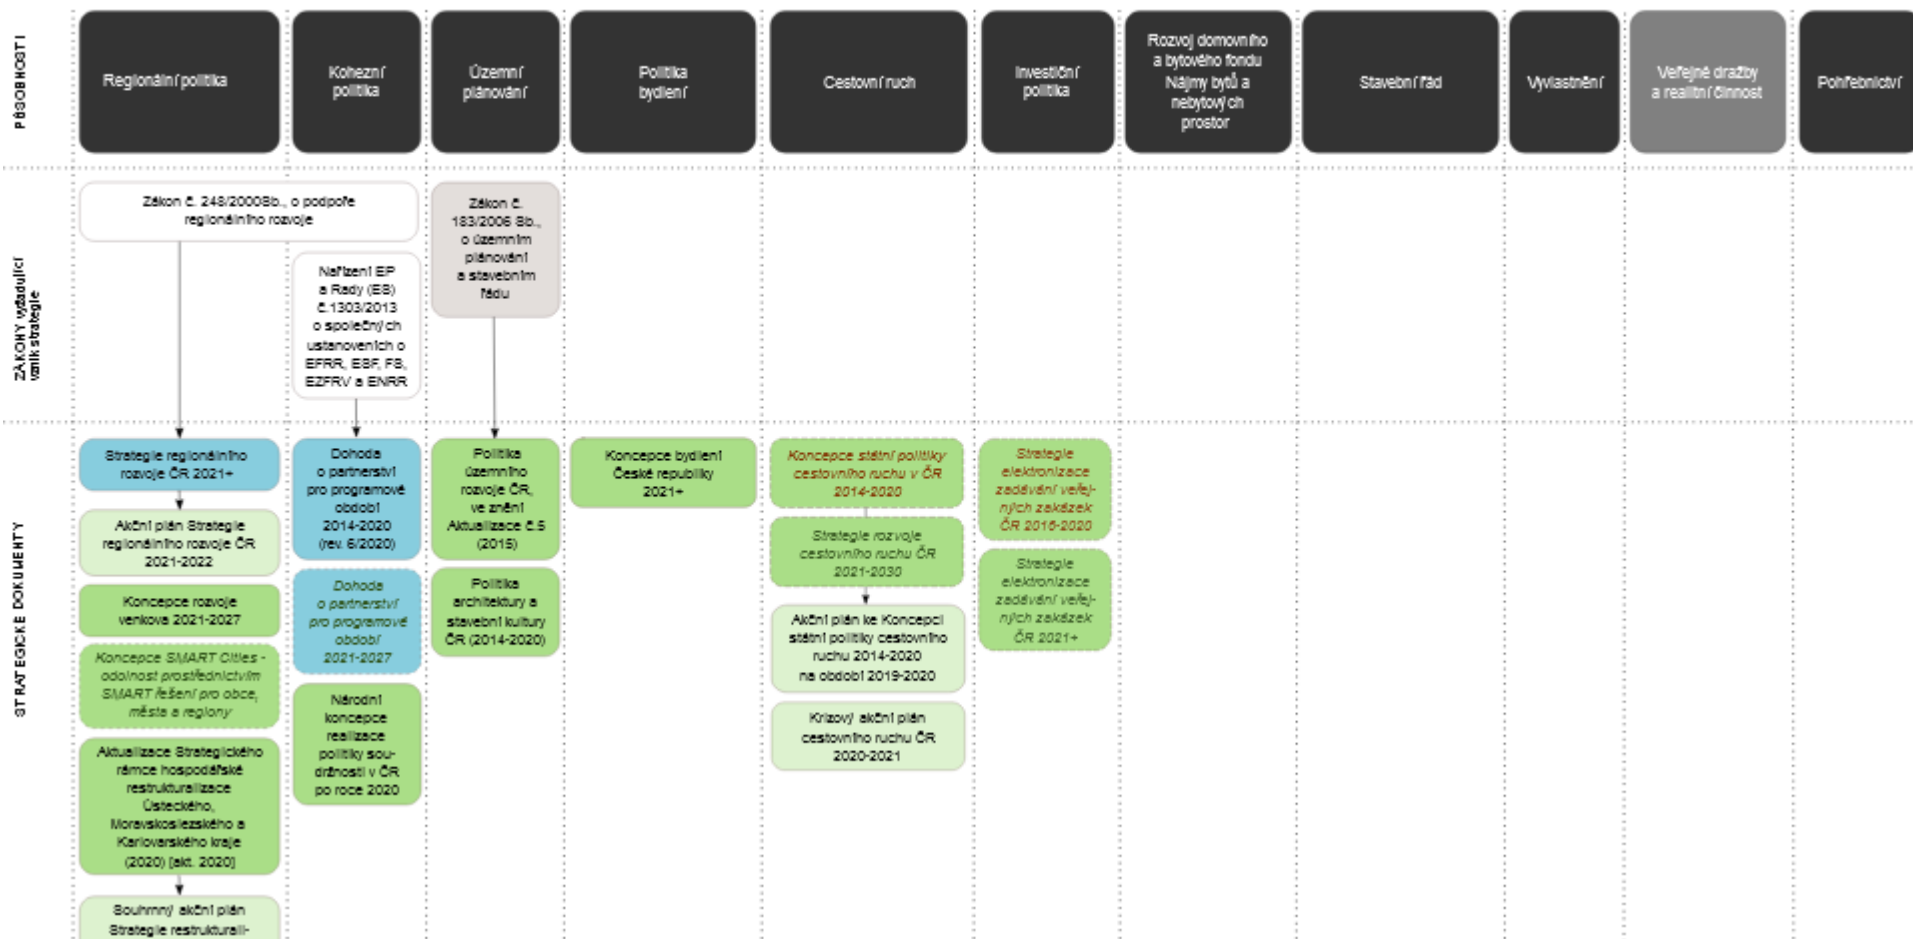 PŮSOBNOSTI
Regionální politika
Kohezní
politika
Územní
plánování
Politika
bydlení
Cestovní ruch
Investiční
politika
Rozvoj domovního
a bytového fondu
Nájmy bytů a
nebytových
prostor
Stavební řád
Vyvlastnění
Veřejné dražby
a realitní činnost
Pohřebnictví
ZÁKONY vyžadující
vznik strategie
Zákon č. 248/2000Sb., o podpoře
regionálního rozvoje
Nařízení EP
a Rady (ES)
č.1303/2013
o společných
ustanoveních o
EFRR, ESF, FS,
EZFRV a ENRR
Zákon č.
183/2006 Sb.,
o územním
plánování
a stavebním
řádu
STRATEGICKÉ DOKUMENTY
Strategie regionálního
rozvoje ČR 2021+
Akční plán Strategie
regionálního rozvoje ČR
2021-2022
Koncepce rozvoje
venkova 2021-2027
Koncepce SMART Cities -
odolnost prostřednictvím
SMART řešení pro obce,
města a regiony
Aktualizace Strategického
rámce hospodářské
restrukturalizace
Ústeckého,
Moravskoslezského a
Karlovarského kraje
(2020) [akt. 2020]
Souhrnný akční plán
Strategie restrukturali-
Dohoda
o partnerství
pro programové
období
2014-2020
(rev. 6/2020)
Dohoda
o partnerství
pro programové
období
2021-2027
Národní
koncepce
realizace
politiky sou-
držnosti v ČR
po roce 2020
Politika
územního
rozvoje ČR,
ve znění
Aktualizace č.5
(2015)
Politika
architektury a
stavební kultury
ČR (2014-2020)
Koncepce bydlení
České republiky
2021+
Koncepce státní politiky
cestovního ruchu v ČR
2014-2020
Strategie rozvoje
cestovního ruchu ČR
2021-2030
Akční plán ke Koncepci
státní politiky cestovního
ruchu 2014-2020
na období 2019-2020
Krizový akční plán
cestovního ruchu ČR
2020-2021
Strategie
elektronizace
zadávání veřej-
ných zakázek
ČR 2016-2020
Strategie
elektronizace
zadávání veřej-
ných zakázek
ČR 2021+